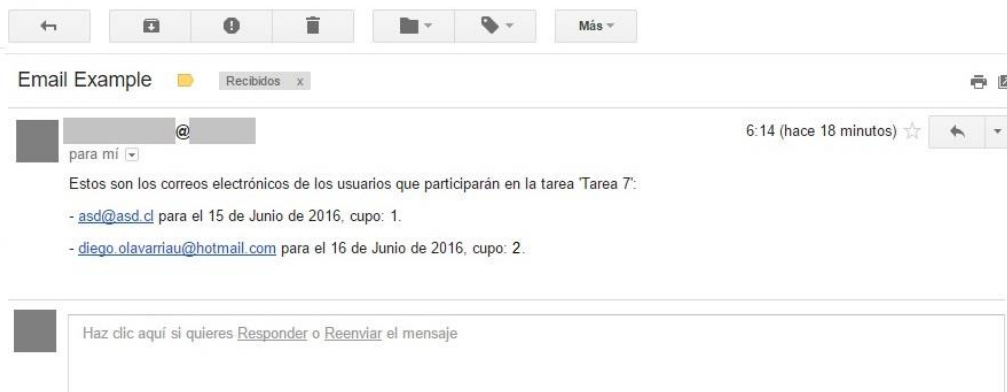 Más
Email Example Recibidos x
@
6:14 (hace 18 minutos)
para mí
Estos son los correos electrónicos de los usuarios que participarán en la tarea 'Tarea 7':
- asd@asd.cl para el 15 de Junio de 2016, cupo: 1.
- diego.olavarriau@hotmail.com para el 16 de Junio de 2016, cupo: 2.
Haz clic aquí si quieres Responder o Reenviar el mensaje